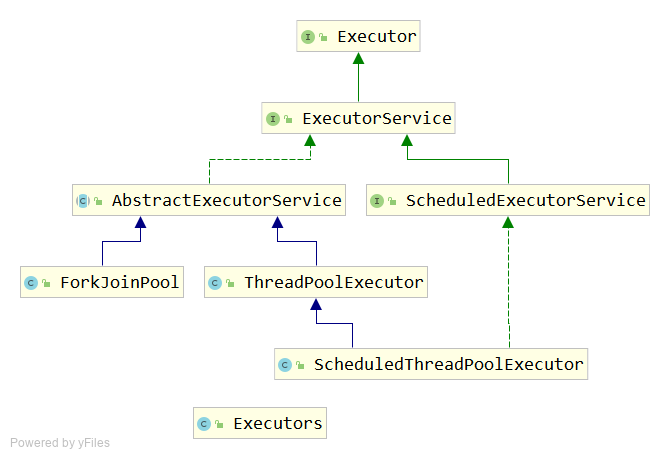 I Executor
I ExecutorService
C AbstractExecutorService
I ScheduledExecutorService
C ForkJoinPool
C ThreadPoolExecutor
C ScheduledThreadPoolExecutor
C Executors
Powered by yFiles